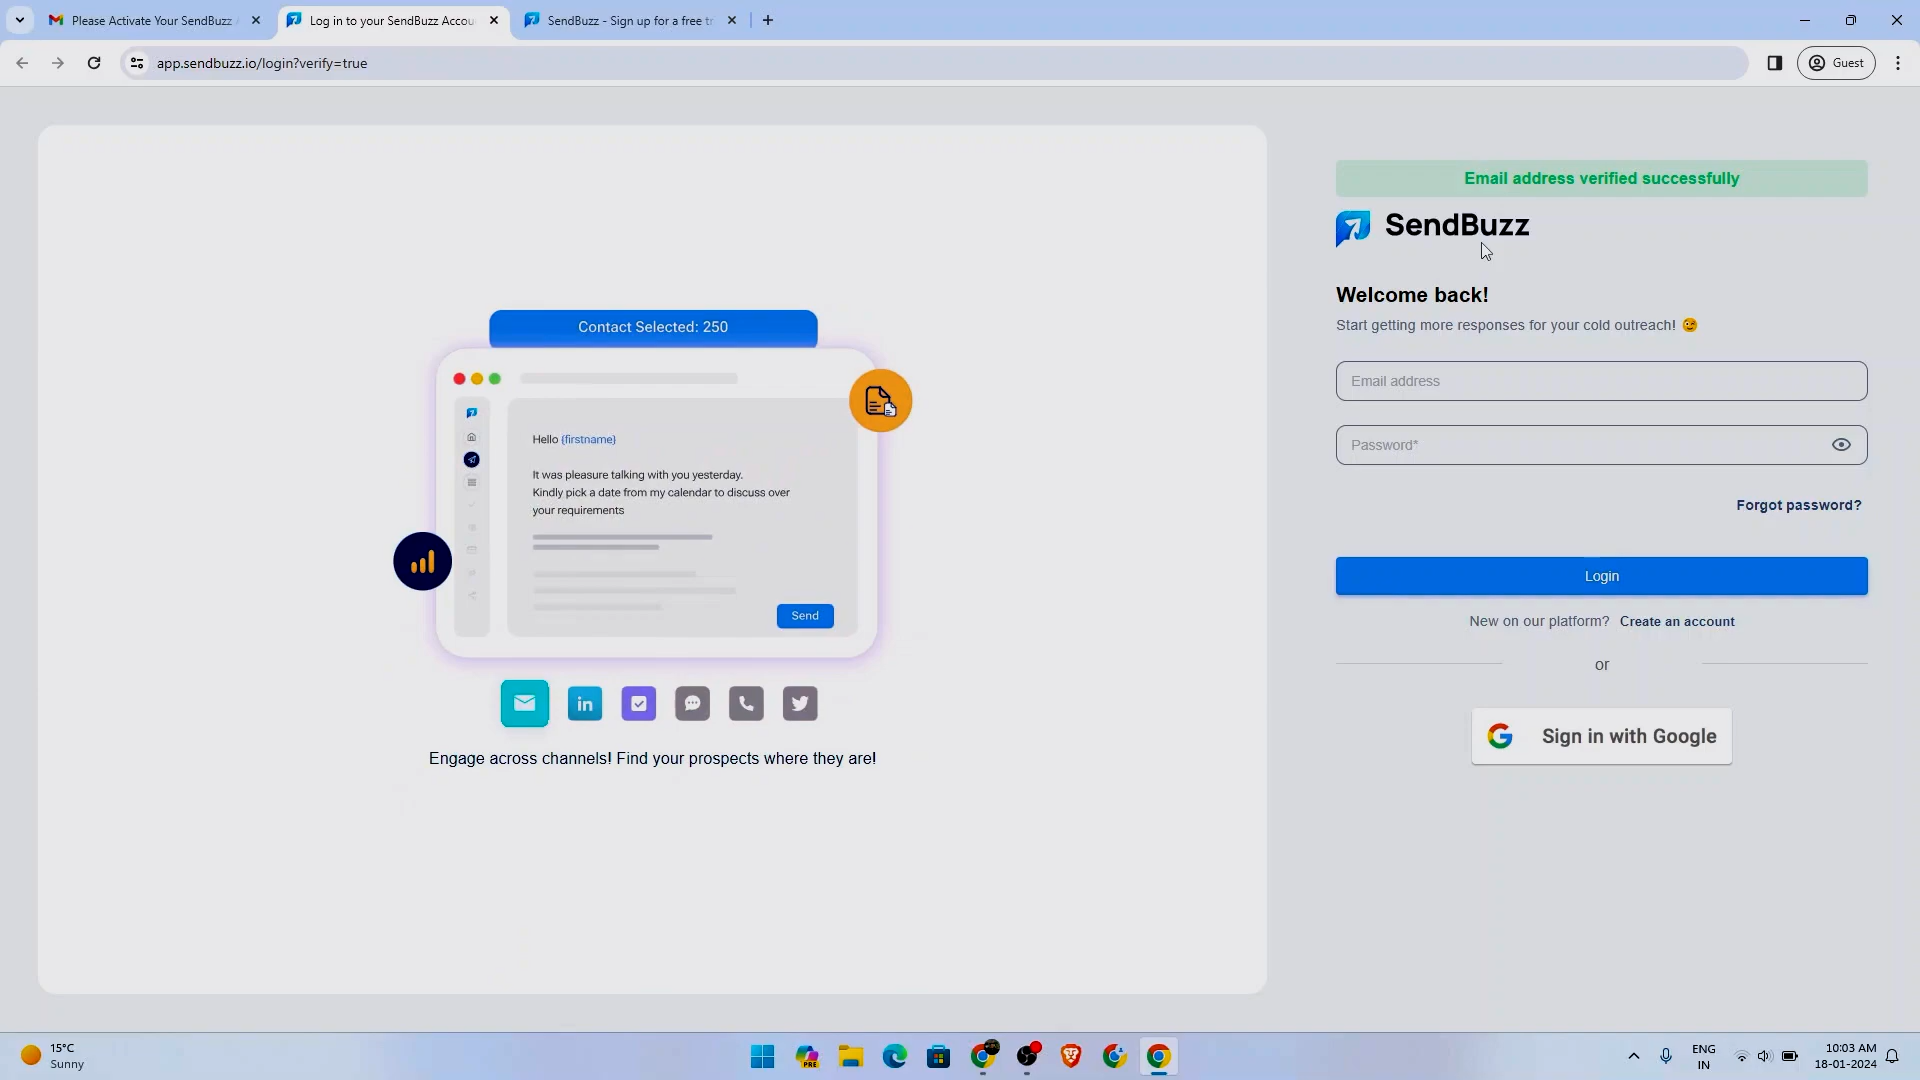 Please Activate Your SendBuzz
Log in to your SendBuzz Accou
SendBuzz - Sign up for a free tr
app.sendbuzz.io/login?verify=true
Guest
Email address verified successfully
SendBuzz
Welcome back!
Start getting more responses for your cold outreach! 😉
Email address
Password*
Forgot password?
Login
New on our platform? Create an account
or
Sign in with Google
Contact Selected: 250
Hello {firstname}
It was pleasure talking with you yesterday.
Kindly pick a date from my calendar to discuss over
your requirements
Send
in
Engage across channels! Find your prospects where they are!
15°C
Sunny
PRE
ENG
IN
10:03 AM
18-01-2024